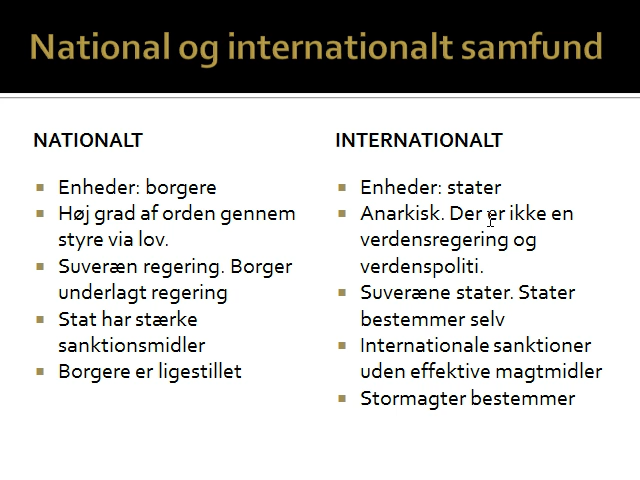 National og internationalt samfund
NATIONALT
Enheder: borgere
Høj grad af orden gennem
styre via lov.
Suveræn regering. Borger
underlagt regering
Stat har stærke
sanktionsmidler
Borgere er ligestillet
INTERNATIONALT
Enheder: stater
Anarkisk. Der er ikke en
verdensregering og
verdenspoliti.
Suveræne stater. Stater
bestemmer selv
Internationale sanktioner
uden effektive magtmidler
Stormagter bestemmer